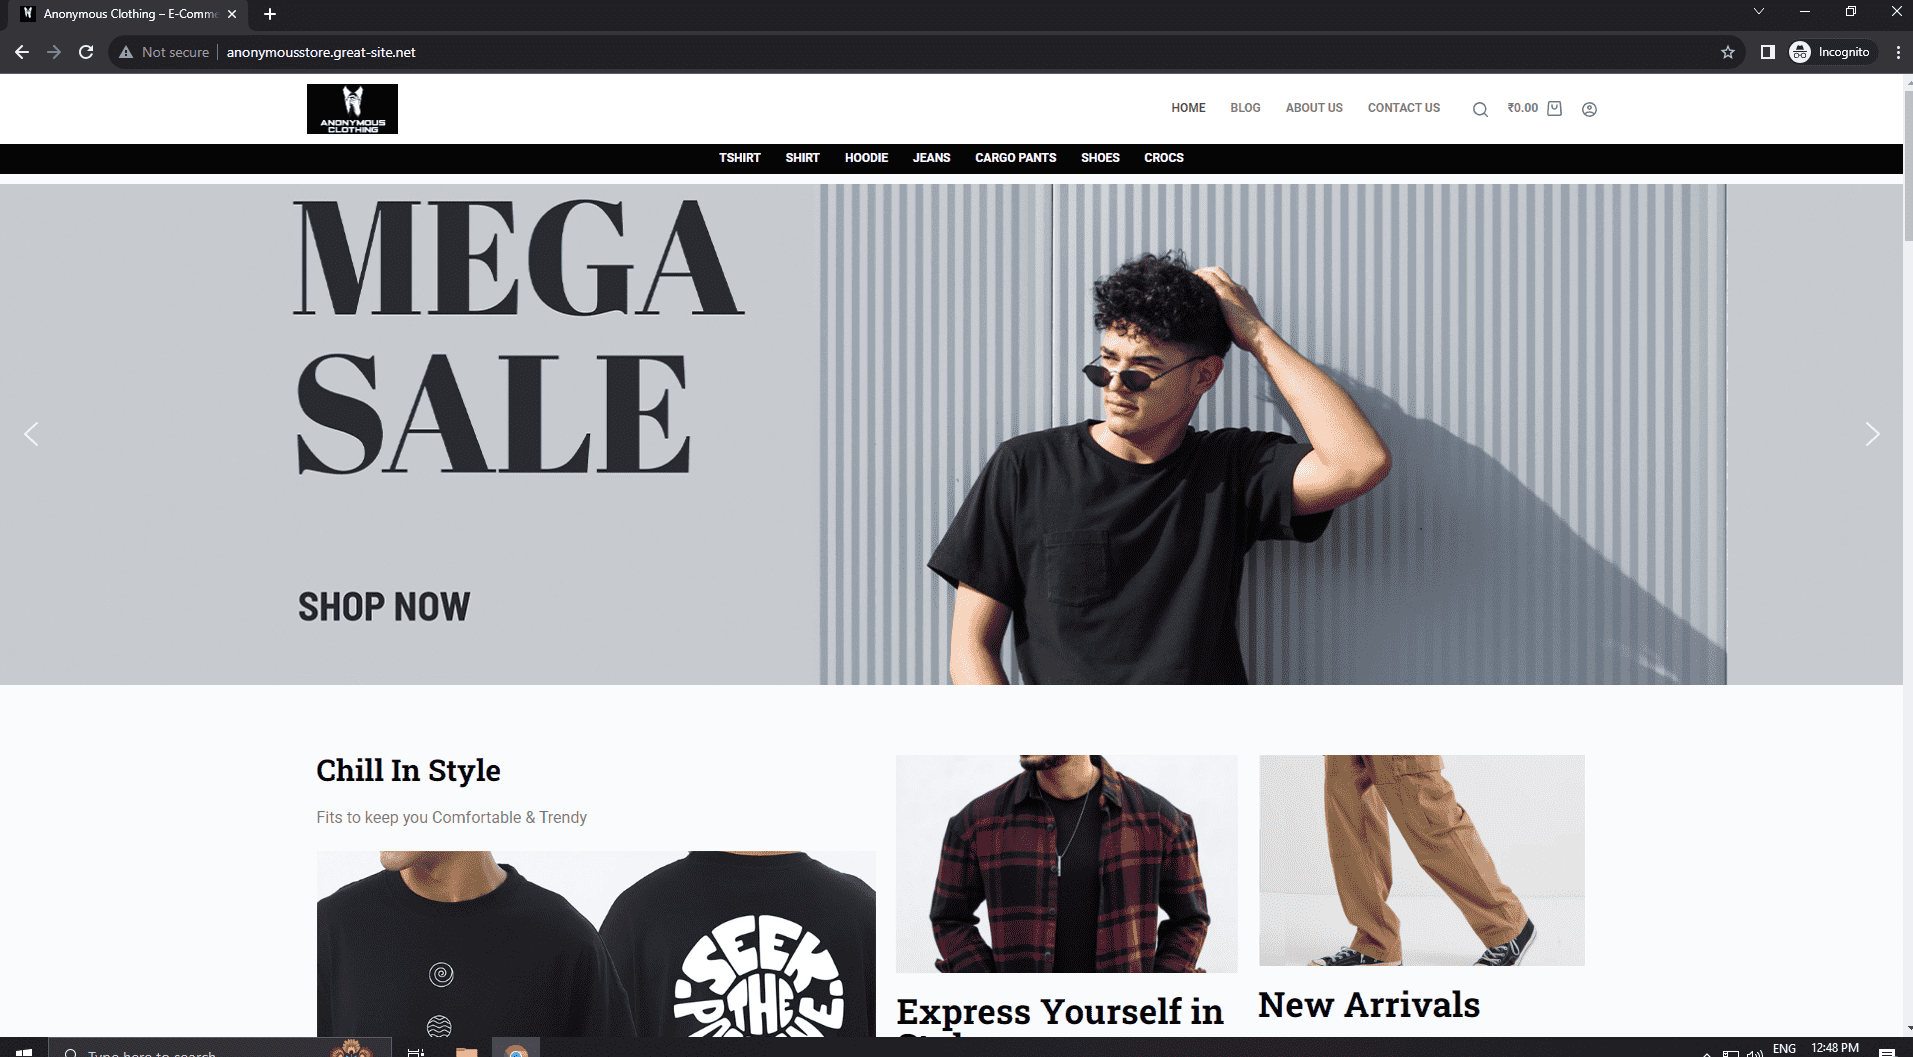 Anonymous Clothing – E-Comme
Not secure
anonymousstore.great-site.net
Incognito
ANONYMOUS
CLOTHING
HOME BLOG ABOUT US CONTACT US ₹0.00
TSHIRT SHIRT HOODIE JEANS CARGO PANTS SHOES CROCS
MEGA
SALE
SHOP NOW
Chill In Style
Fits to keep you Comfortable & Trendy
SEEK
THE
Express Yourself in
New Arrivals
Type here to search
ENG 12:48 PM